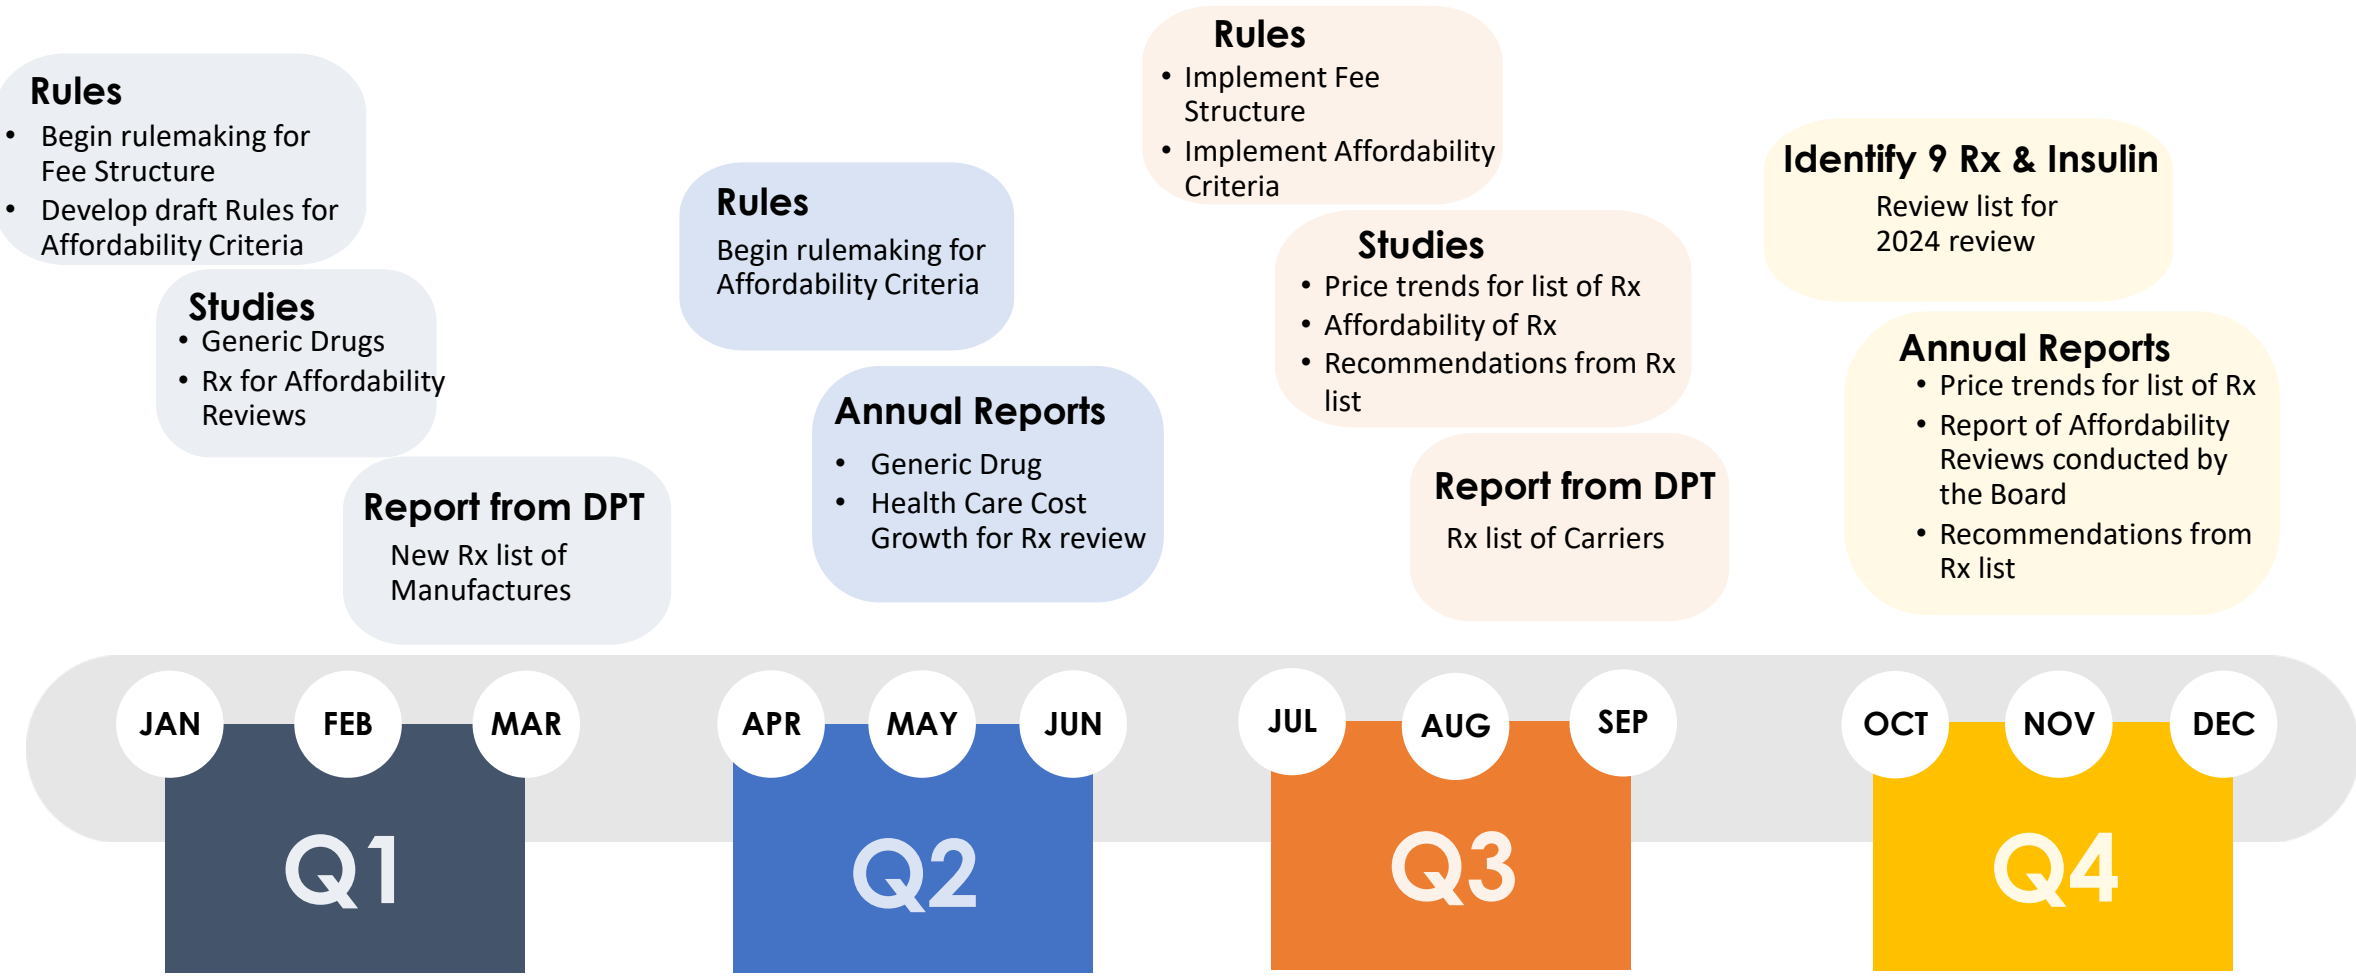 Rules
• Begin rulemaking for
Fee Structure
• Develop draft Rules for
Affordability Criteria
Studies
• Generic Drugs
• Rx for Affordability
Reviews
Report from DPT
New Rx list of
Manufactures
Rules
Begin rulemaking for
Affordability Criteria
Annual Reports
• Generic Drug
• Health Care Cost
Growth for Rx review
Rules
• Implement Fee
Structure
• Implement Affordability
Criteria
Studies
• Price trends for list of Rx
• Affordability of Rx
• Recommendations from Rx
list
Report from DPT
Rx list of Carriers
Identify 9 Rx & Insulin
Review list for
2024 review
Annual Reports
• Price trends for list of Rx
• Report of Affordability
Reviews conducted by
the Board
• Recommendations from
Rx list
JAN FEB MAR APR MAY JUN JUL AUG SEP OCT NOV DEC
Q1 Q2 Q3 Q4